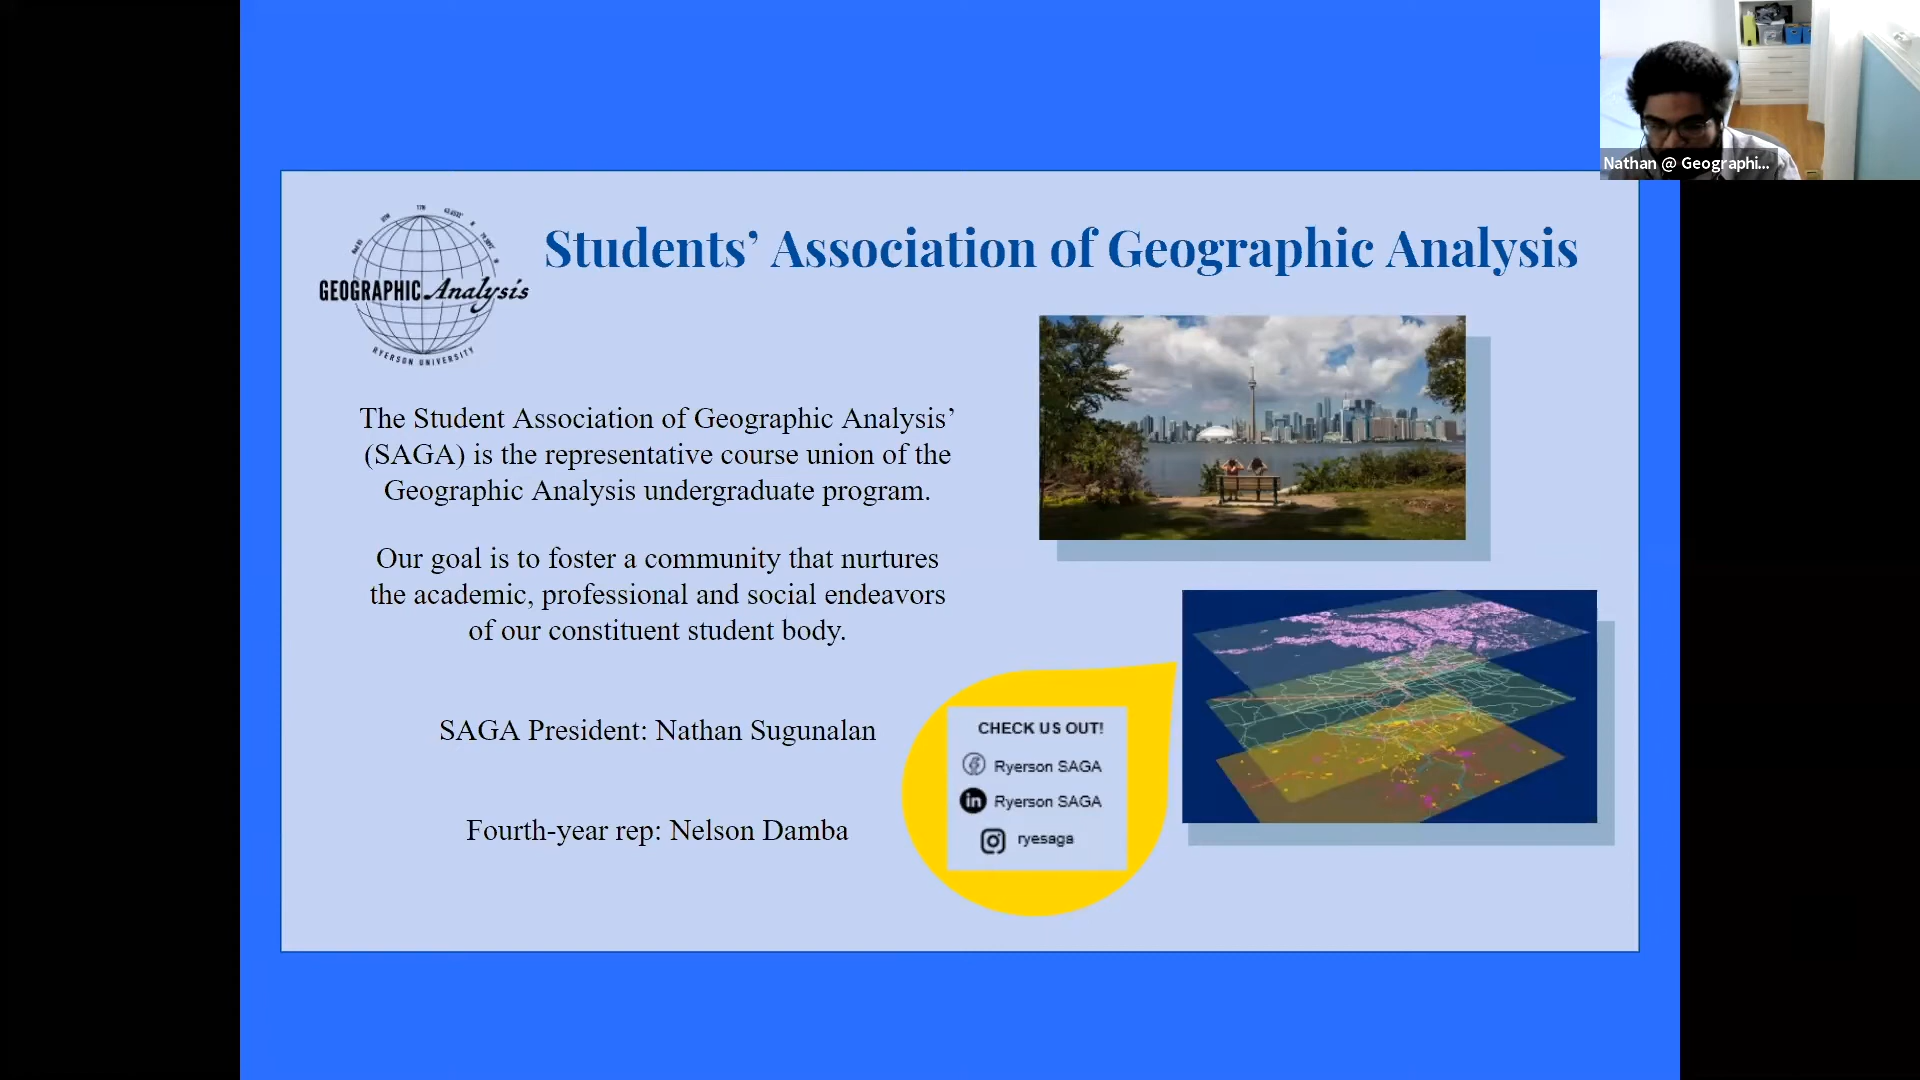 Nathan @ Geographi...
Students’ Association of Geographic Analysis
GEOGRAPHIC Analysis
RYERSON UNIVERSITY
The Student Association of Geographic Analysis’
(SAGA) is the representative course union of the
Geographic Analysis undergraduate program.
Our goal is to foster a community that nurtures
the academic, professional and social endeavors
of our constituent student body.
SAGA President: Nathan Sugunalan
Fourth-year rep: Nelson Damba
CHECK US OUT!
Ryerson SAGA
in Ryerson SAGA
ryesaga